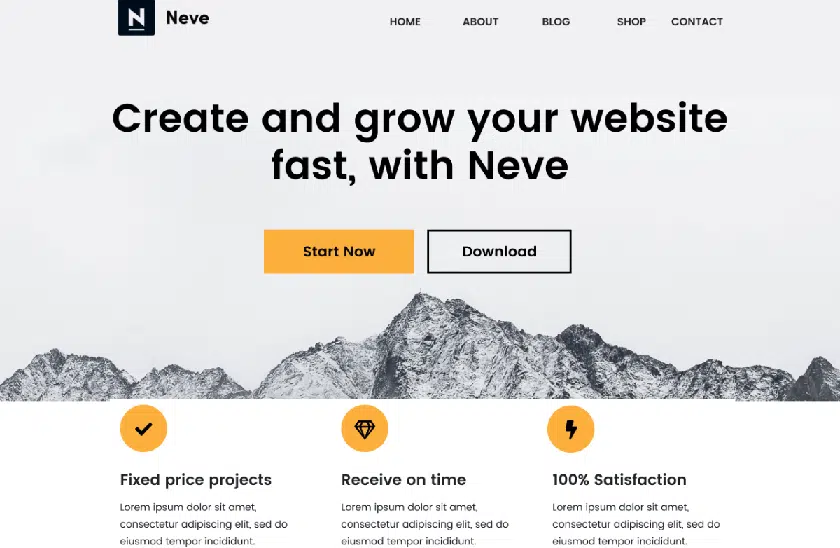 N Neve HOME ABOUT BLOG SHOP CONTACT
Create and grow your website
fast, with Neve
Start Now Download
Fixed price projects
Lorem ipsum dolor sit amet,
consectetur adipiscing elit, sed do
eiusmod tempor incididunt.
Receive on time
Lorem ipsum dolor sit amet,
consectetur adipiscing elit, sed do
eiusmod tempor incididunt.
100% Satisfaction
Lorem ipsum dolor sit amet,
consectetur adipiscing elit, sed do
eiusmod tempor incididunt.